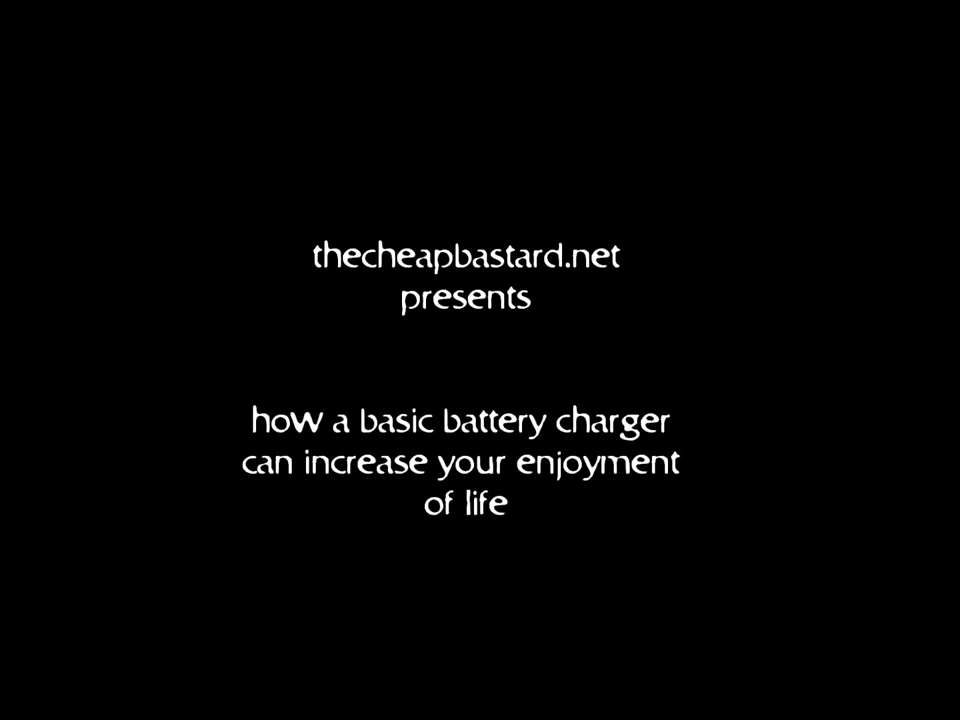 thecheapbastard.net
presents
how a basic battery charger
can increase your enjoyment
of life